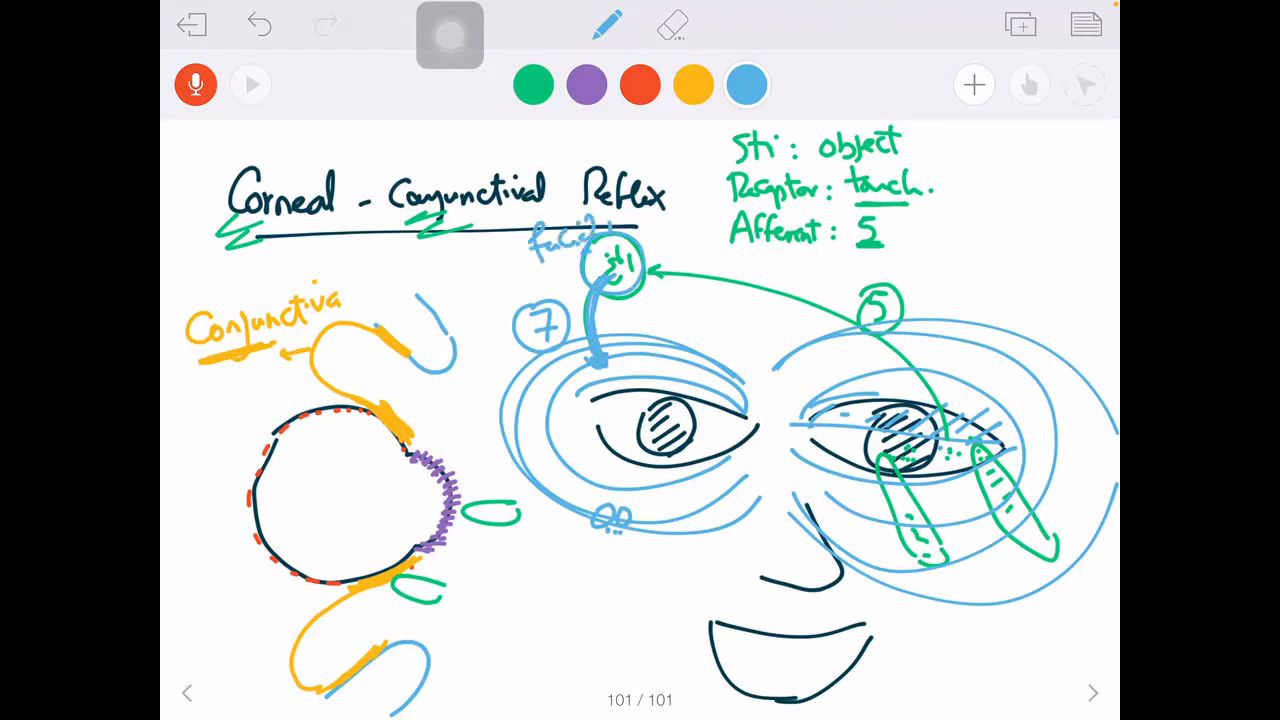 Sti: object
Corneal - Conjunctival Reflex
Receptor: touch.
Afferent: 5
5
7
Conjunctiva
101 / 101